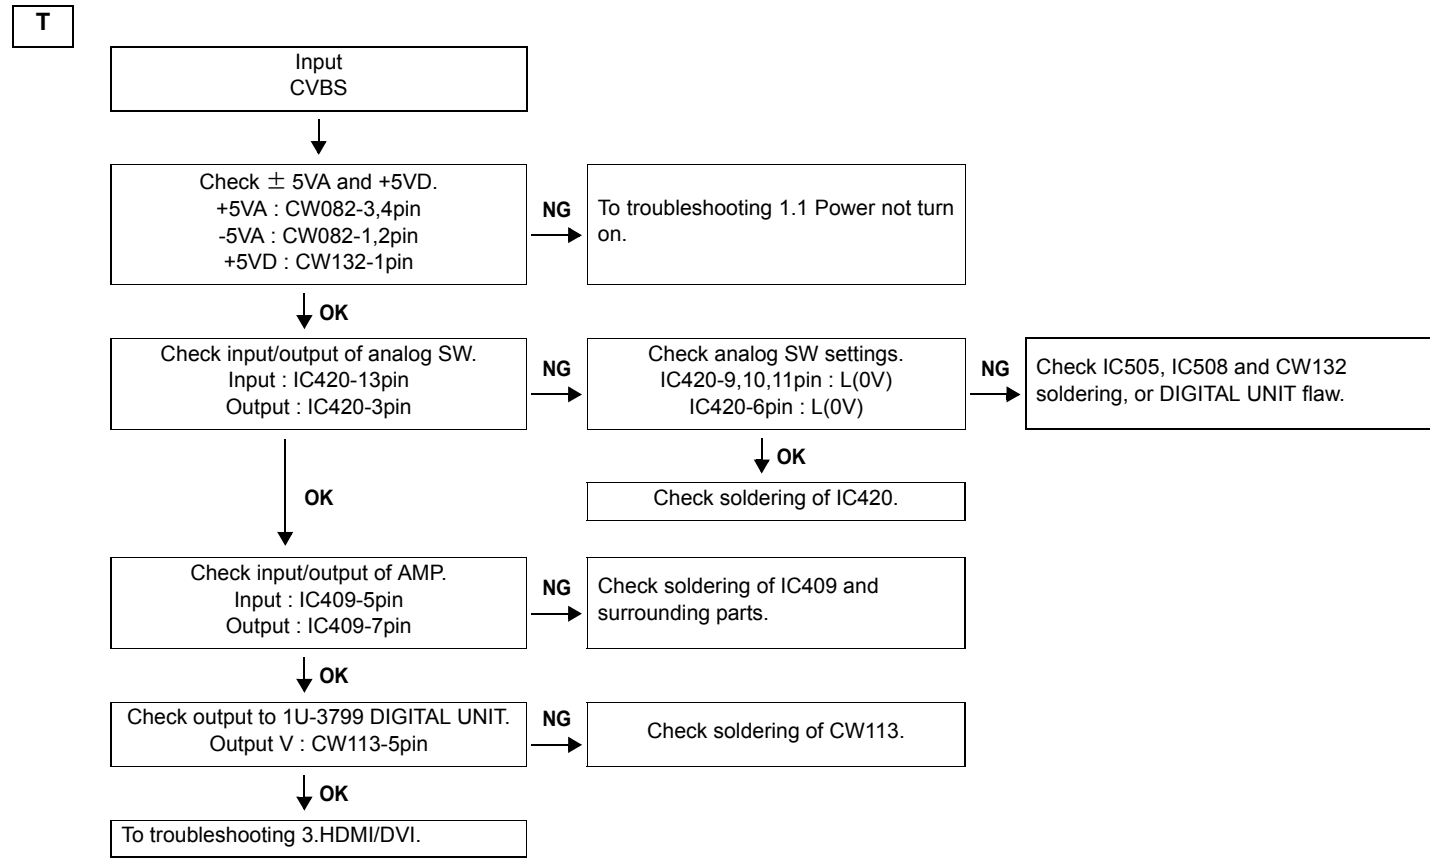 T
Input
CVBS
Check ± 5VA and +5VD.
+5VA : CW082-3,4pin
-5VA : CW082-1,2pin
+5VD : CW132-1pin
NG
To troubleshooting 1.1 Power not turn
on.
OK
Check input/output of analog SW.
Input : IC420-13pin
Output : IC420-3pin
NG
Check analog SW settings.
IC420-9,10,11pin : L(0V)
IC420-6pin : L(0V)
NG
Check IC505, IC508 and CW132
soldering, or DIGITAL UNIT flaw.
OK
Check soldering of IC420.
OK
Check input/output of AMP.
Input : IC409-5pin
Output : IC409-7pin
NG
Check soldering of IC409 and
surrounding parts.
OK
Check output to 1U-3799 DIGITAL UNIT.
Output V : CW113-5pin
NG
Check soldering of CW113.
OK
To troubleshooting 3.HDMI/DVI.